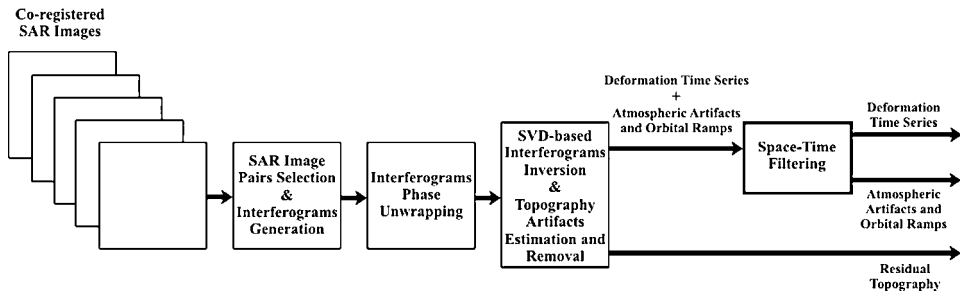 Co-registered
SAR Images
SAR Image
Pairs Selection
&
Interferograms
Generation
Interferograms
Phase
Unwrapping
SVD-based
Interferograms
Inversion
&
Topography
Artifacts
Estimation and
Removal
Deformation Time Series
+
Atmospheric Artifacts
and Orbital Ramps
Space-Time
Filtering
Deformation
Time Series
Atmospheric
Artifacts and
Orbital Ramps
Residual
Topography